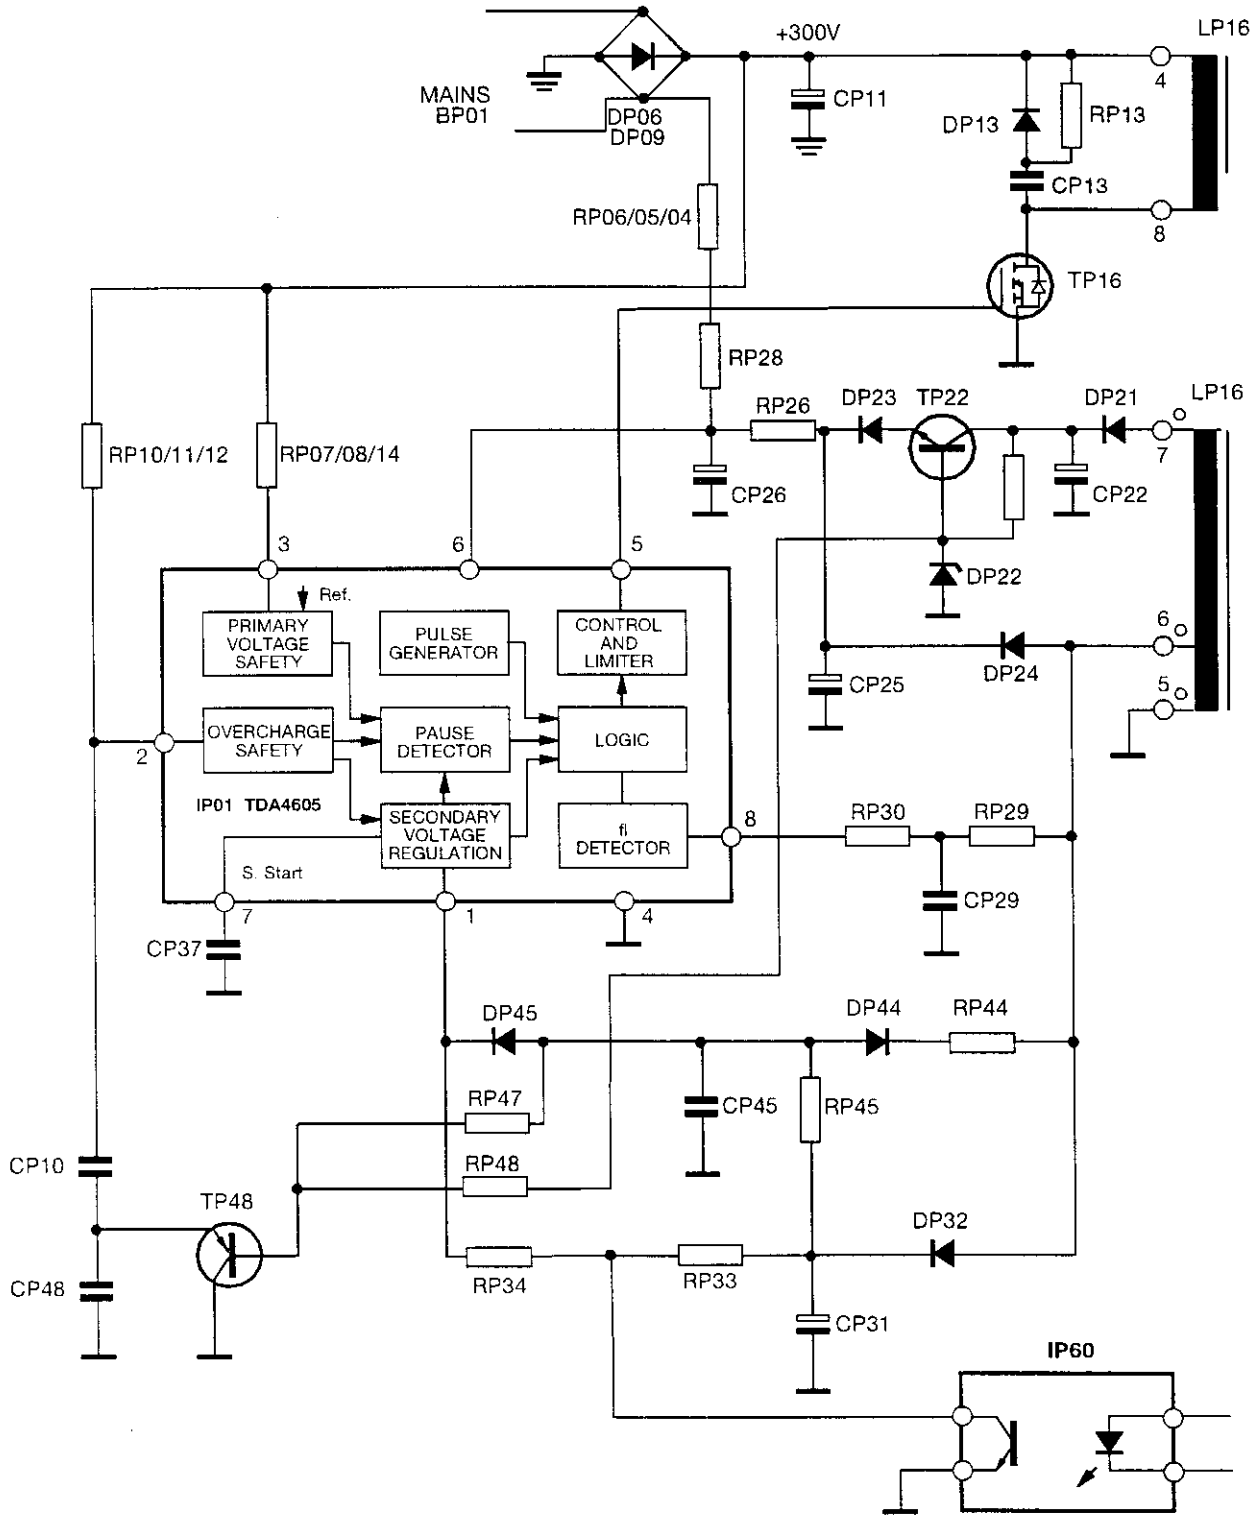 LP16
+300V
4
MAINS
BP01
CP11
DP13
RP13
DP06
DP09
CP13
RP06/05/04
8
TP16
RP28
DP23
TP22
DP21
LP16
RP26
7
RP10/11/12
RP07/08/14
CP26
CP22
3
6
5
DP22
Ref.
PRIMARY
VOLTAGE
SAFETY
PULSE
GENERATOR
CONTROL
AND
LIMITER
6
DP24
CP25
5
OVERCHARGE
SAFETY
PAUSE
DETECTOR
LOGIC
2
IP01 TDA4605
SECONDARY
VOLTAGE
REGULATION
fl
DETECTOR
8
RP30
RP29
S. Start
CP29
7
1
4
CP37
DP45
DP44
RP44
RP47
CP45
RP45
CP10
RP48
TP48
DP32
CP48
RP34
RP33
CP31
IP60